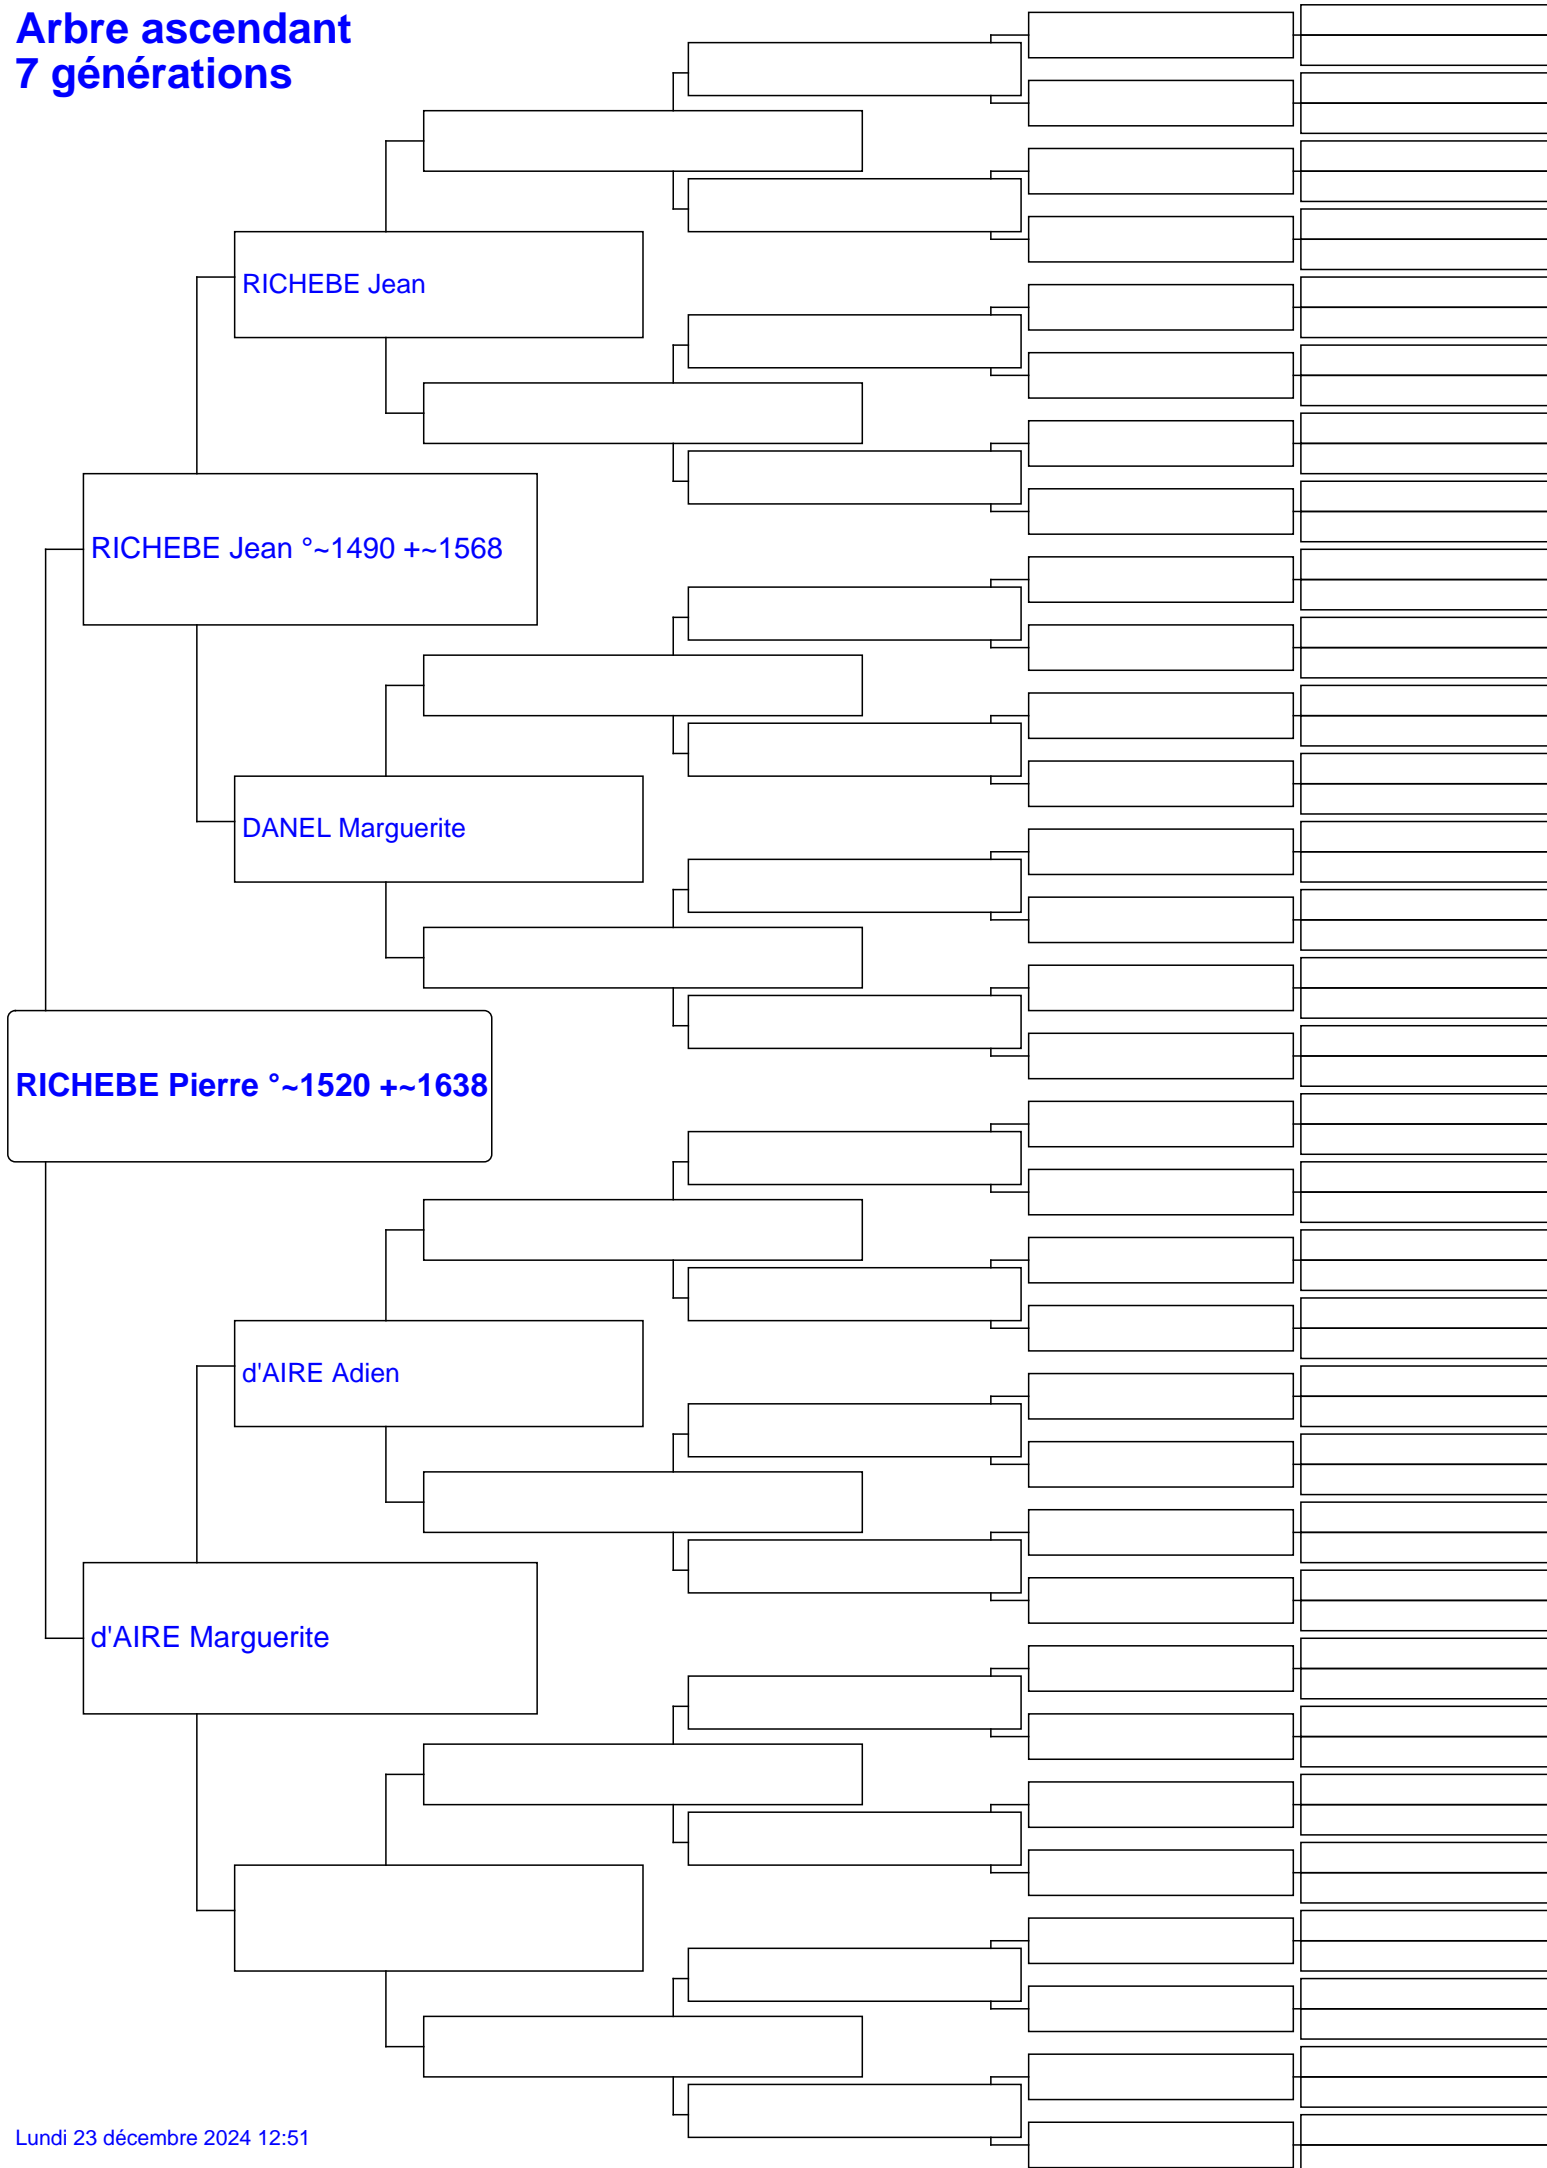 Arbre ascendant
7 générations
RICHEBE Jean
RICHEBE Jean °~1490 +~1568
DANEL Marguerite
RICHEBE Pierre °~1520 +~1638
d'AIRE Adien
d'AIRE Marguerite
Lundi 23 décembre 2024 12:51